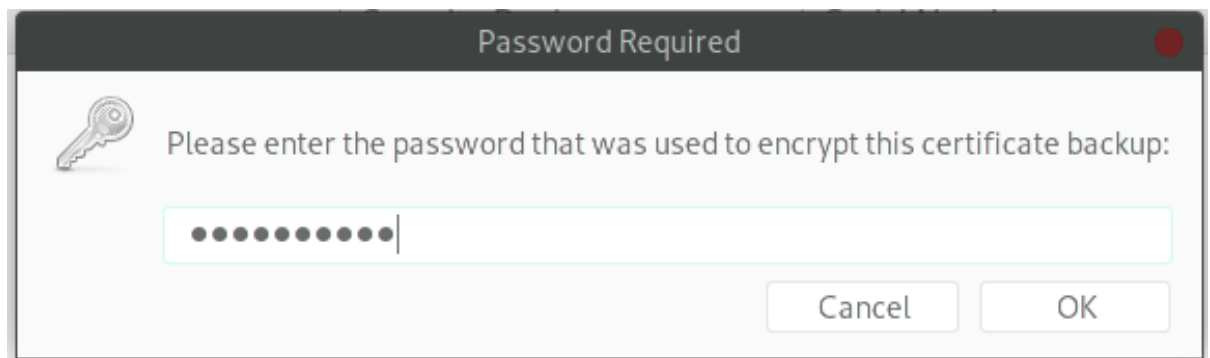 Password Required
Please enter the password that was used to encrypt this certificate backup:
●●●●●●●●●●
Cancel
OK